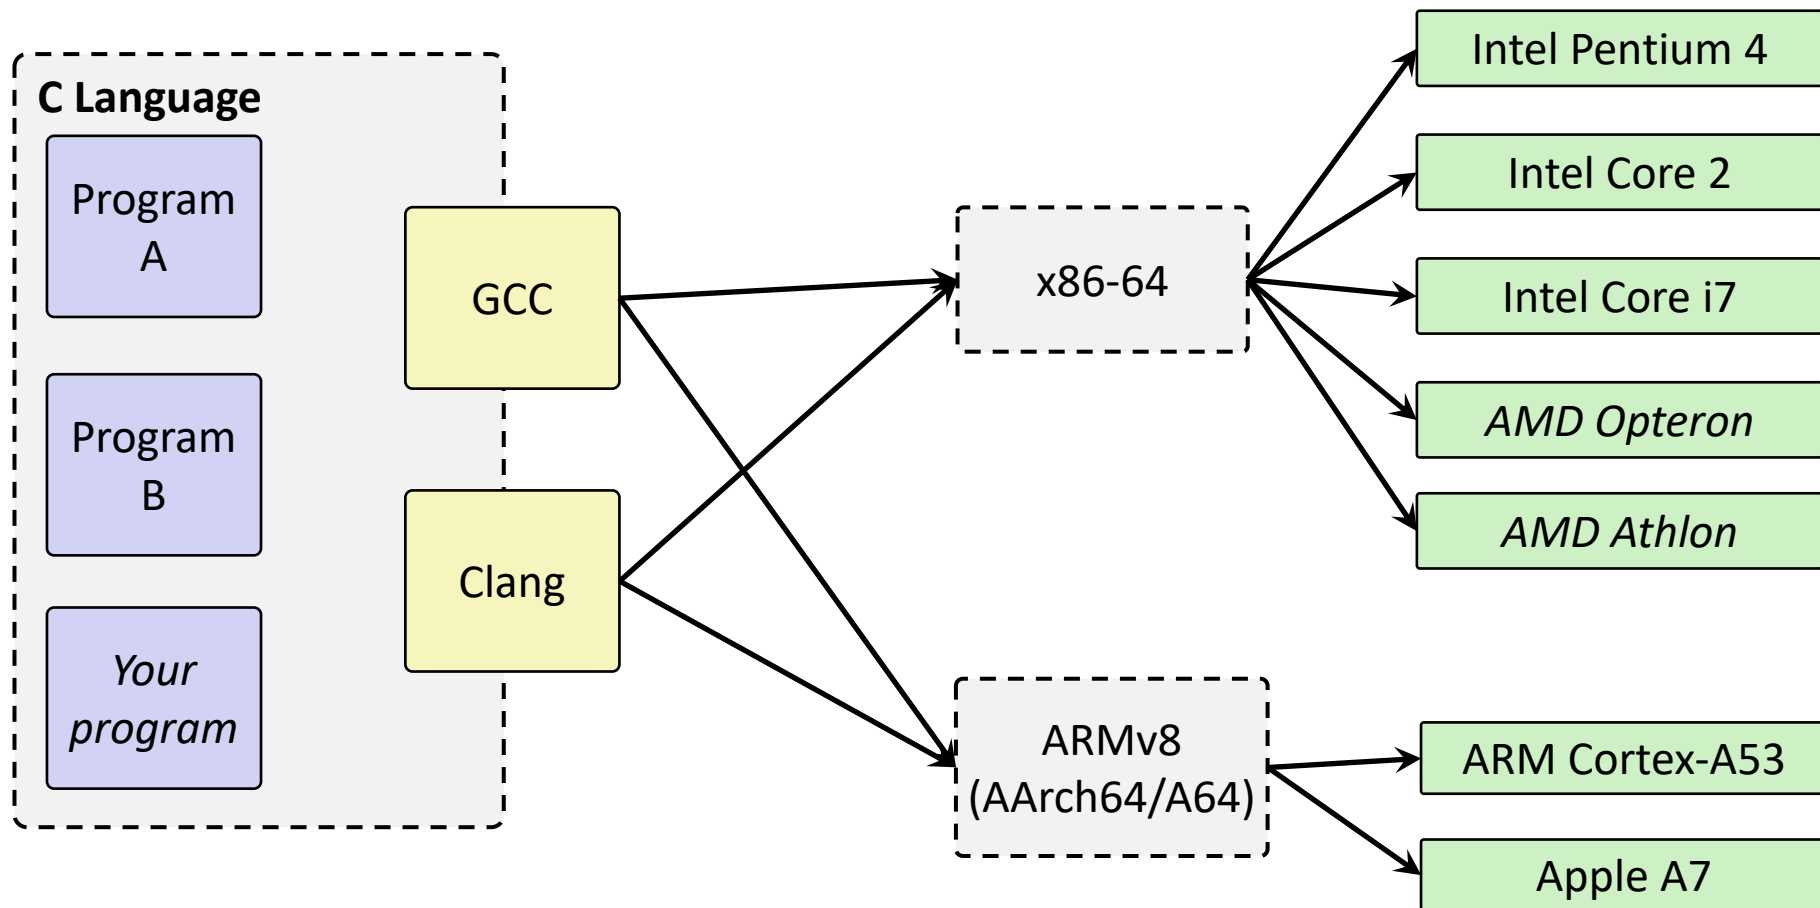 C Language
Program
A
Program
B
Your
program
GCC
Clang
x86-64
ARMv8
(AArch64/A64)
Intel Pentium 4
Intel Core 2
Intel Core i7
AMD Opteron
AMD Athlon
ARM Cortex-A53
Apple A7